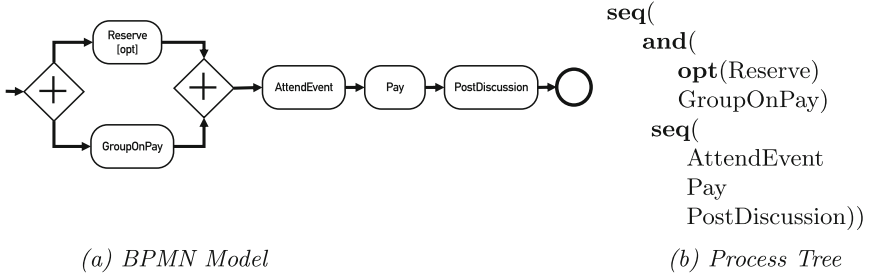 Reserve
[opt]
GroupOnPay
AttendEvent
Pay
PostDiscussion
(a) BPMN Model
seq(
and(
opt(Reserve)
GroupOnPay)
seq(
AttendEvent
Pay
PostDiscussion))
(b) Process Tree